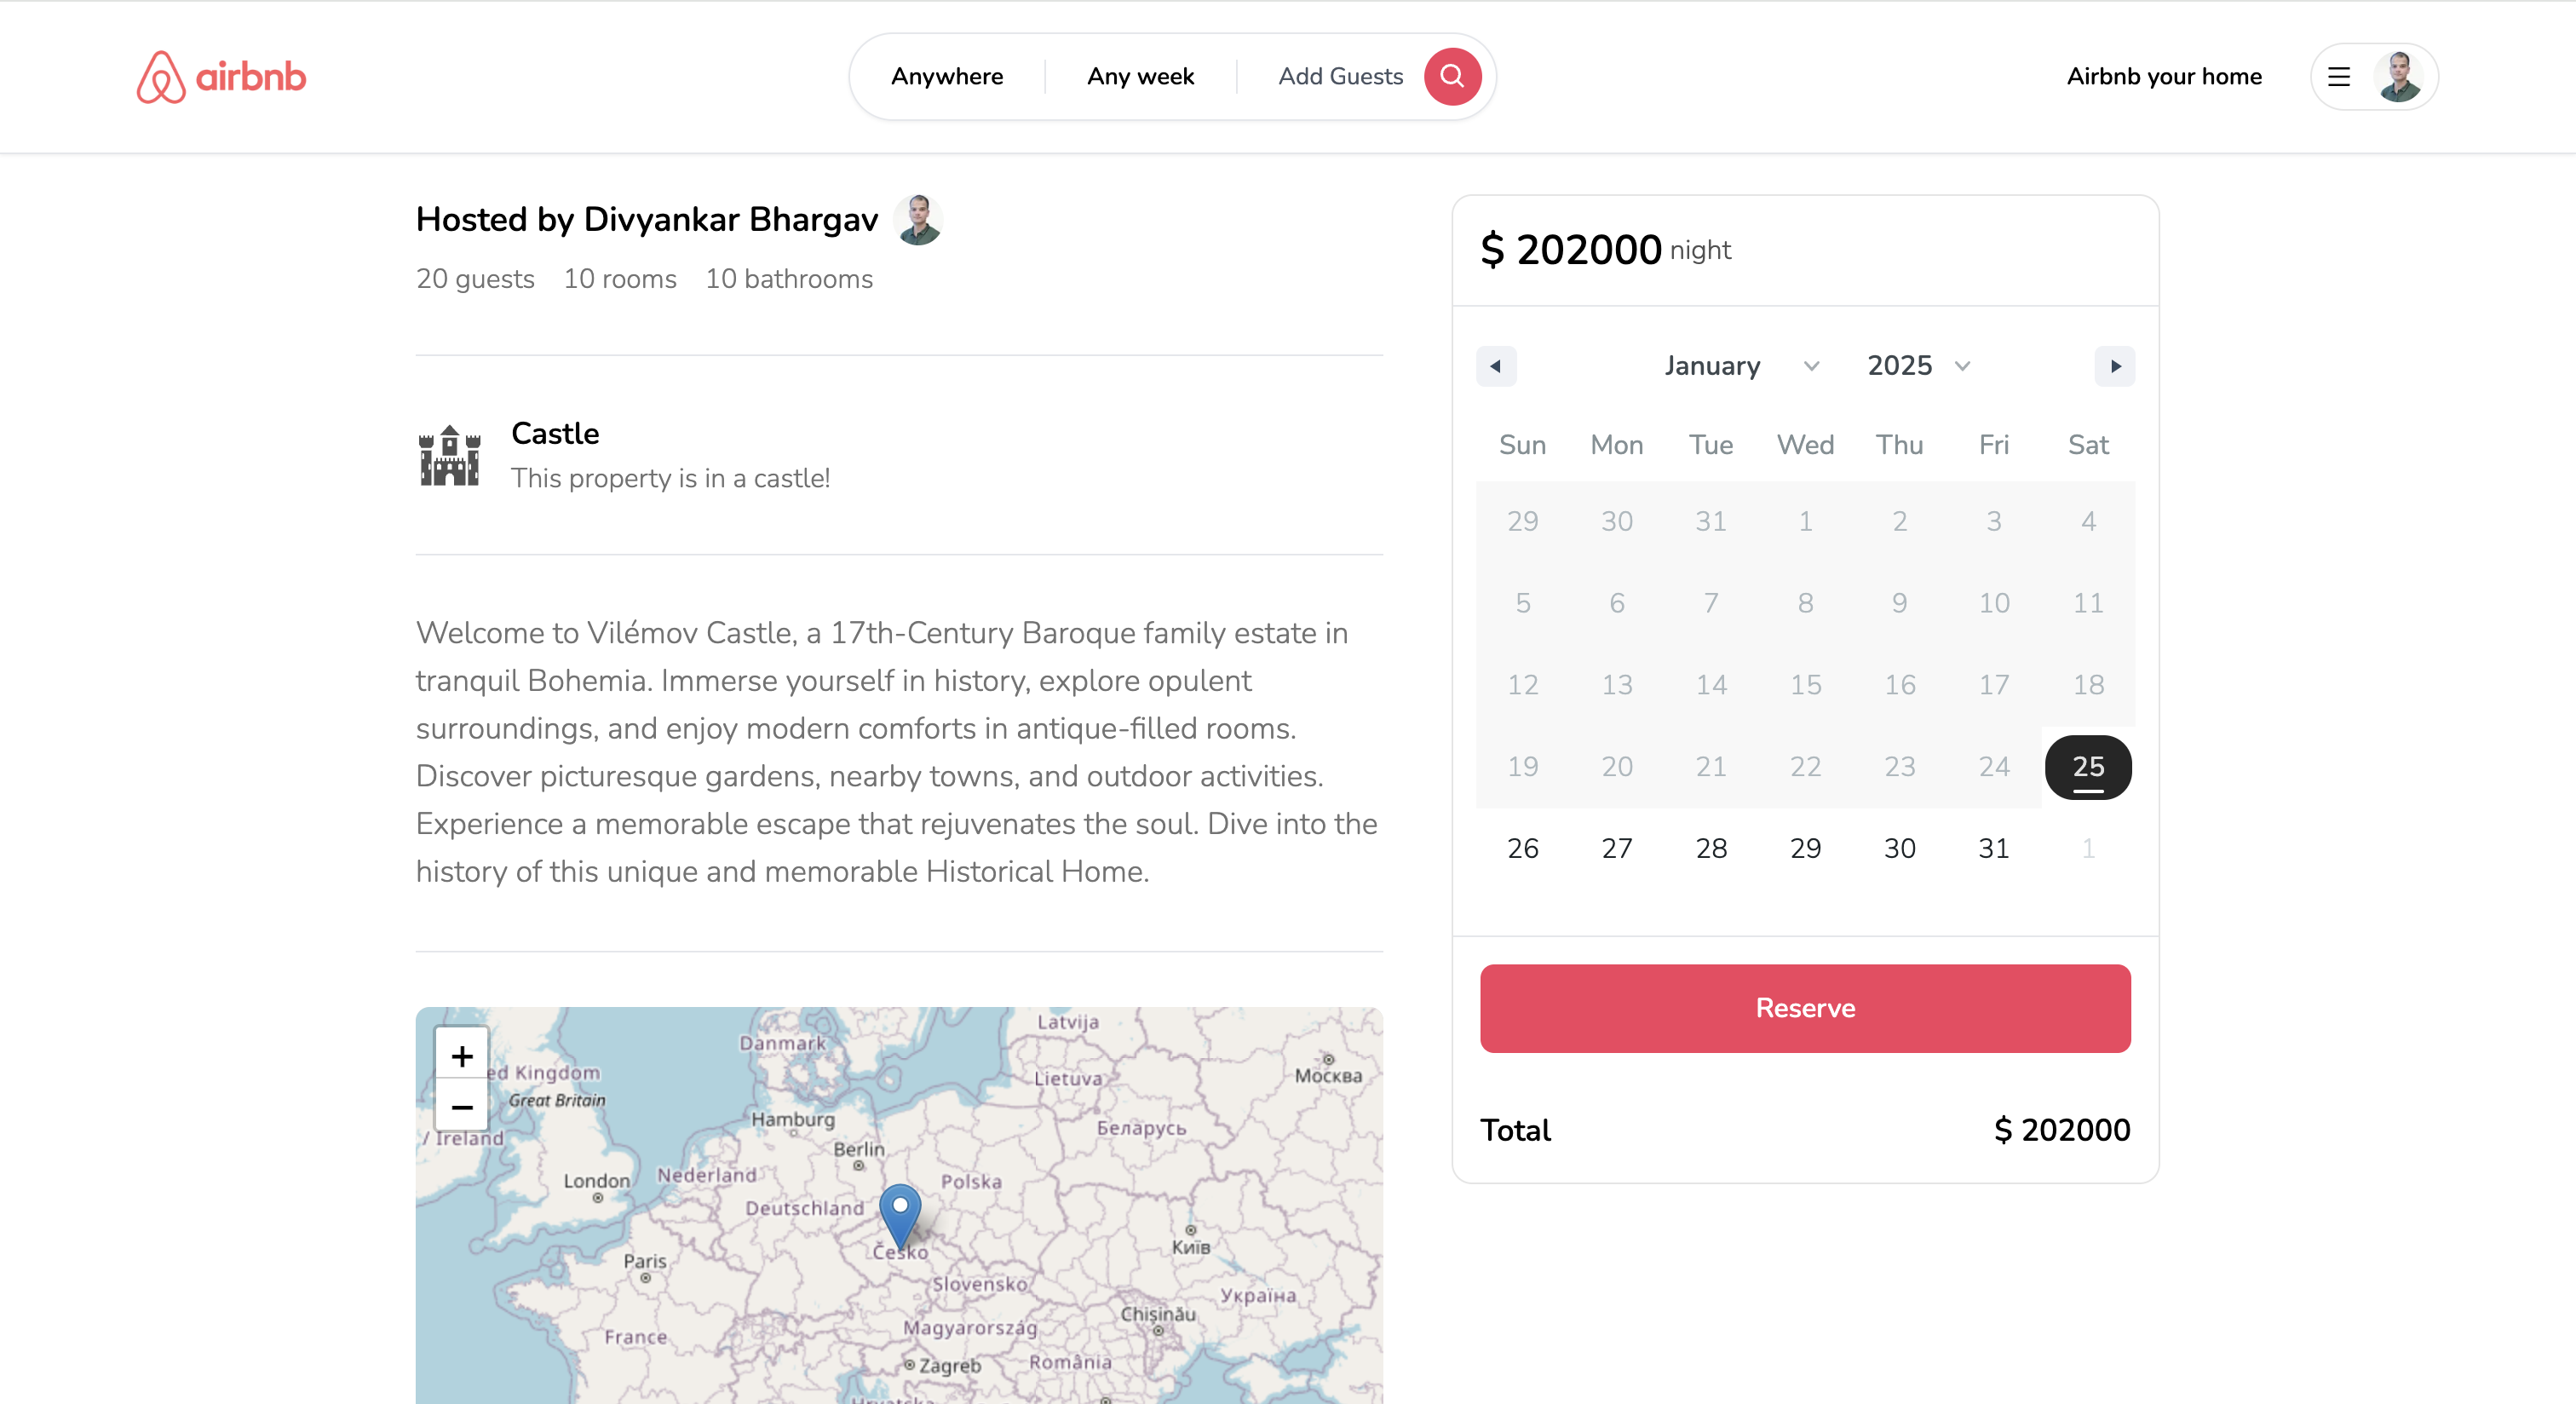 airbnb
Anywhere
Any week
Add Guests
Airbnb your home
Hosted by Divyankar Bhargav
20 guests 10 rooms 10 bathrooms
Castle
This property is in a castle!
Welcome to Vilémov Castle, a 17th-Century Baroque family estate in
tranquil Bohemia. Immerse yourself in history, explore opulent
surroundings, and enjoy modern comforts in antique-filled rooms.
Discover picturesque gardens, nearby towns, and outdoor activities.
Experience a memorable escape that rejuvenates the soul. Dive into the
history of this unique and memorable Historical Home.
+
−
Latvija
Danmark
ed Kingdom
Lietuva
Москва
Great Britain
Hamburg
Беларусь
/ Ireland
Berlin
London
Nederland
Polska
Deutschland
Київ
Česko
Paris
Slovensko
Україна
Chișinău
France
Magyarország
Zagreb
România
$ 202000 night
January 2025
Sun Mon Tue Wed Thu Fri Sat
29 30 31 1 2 3 4
5 6 7 8 9 10 11
12 13 14 15 16 17 18
19 20 21 22 23 24 25
26 27 28 29 30 31 1
Reserve
Total $ 202000